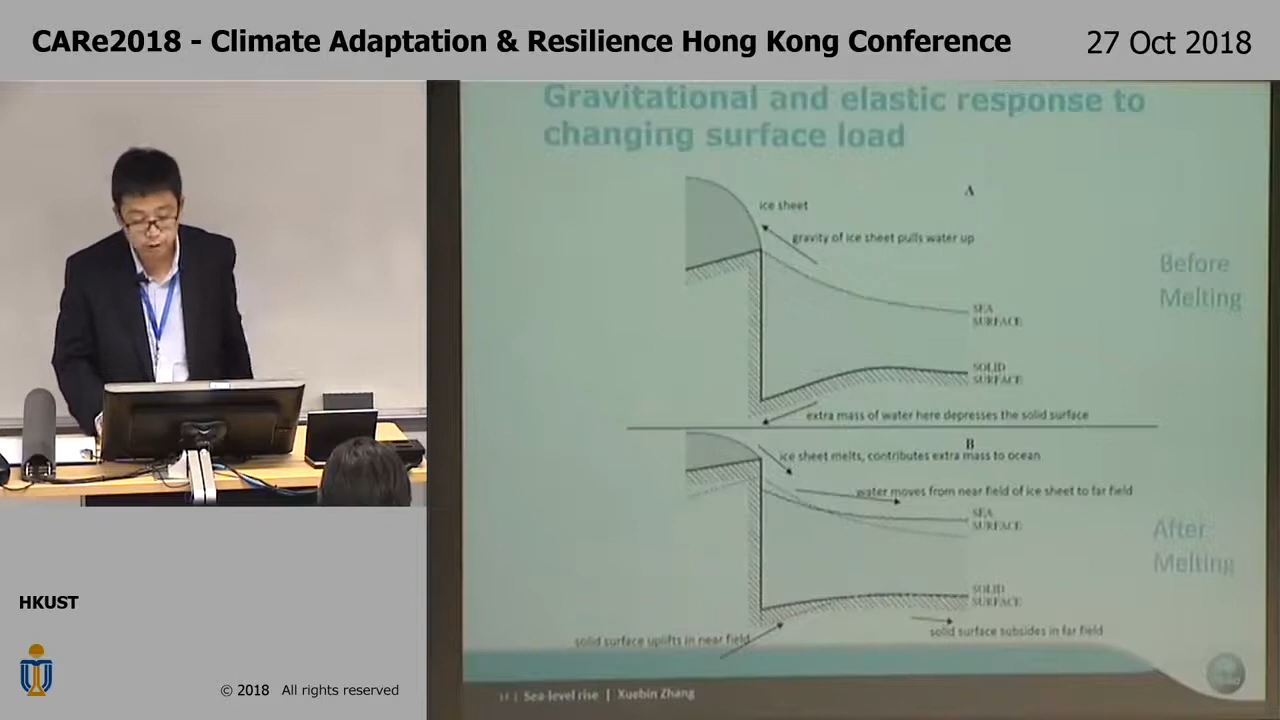 CARe2018 - Climate Adaptation & Resilience Hong Kong Conference
27 Oct 2018
Gravitational and elastic response to
changing surface load
A
ice sheet
gravity of ice sheet pulls water up
Before
Melting
SEA
SURFACE
SOLID
SURFACE
extra mass of water here depresses the solid surface
B
ice sheet melts, contributes extra mass to ocean
water moves from near field of ice sheet to far field
SEA
SURFACE
After
Melting
SOLID
SURFACE
solid surface uplifts in near field
solid surface subsides in far field
| Sea-level rise | Xuebin Zhang
HKUST
© 2018 All rights reserved